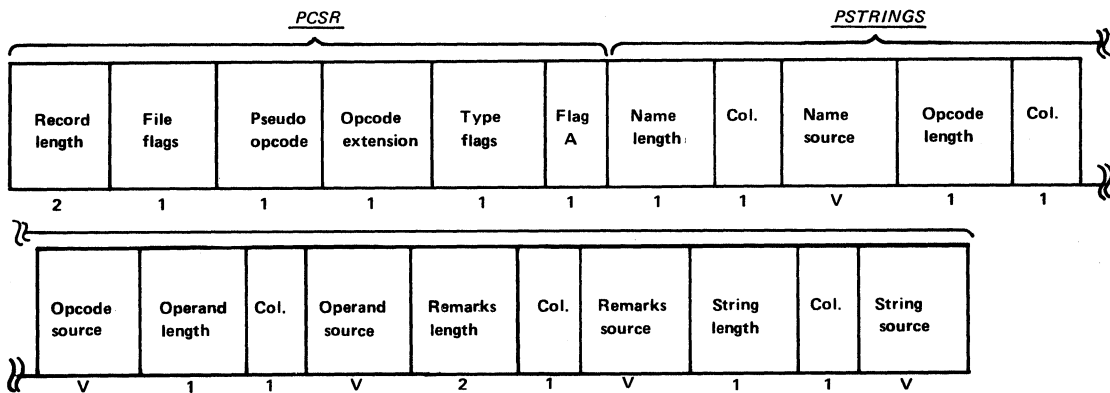 PCSR PSTRINGS
Record length File flags Pseudo opcode Opcode extension Type flags Flag A Name length Col. Name source Opcode length Col.
2 1 1 1 1 1 1 1 V 1 1
Opcode source Operand length Col. Operand source Remarks length Col. Remarks source String length Col. String source
V 1 1 V 2 1 V 1 1 V